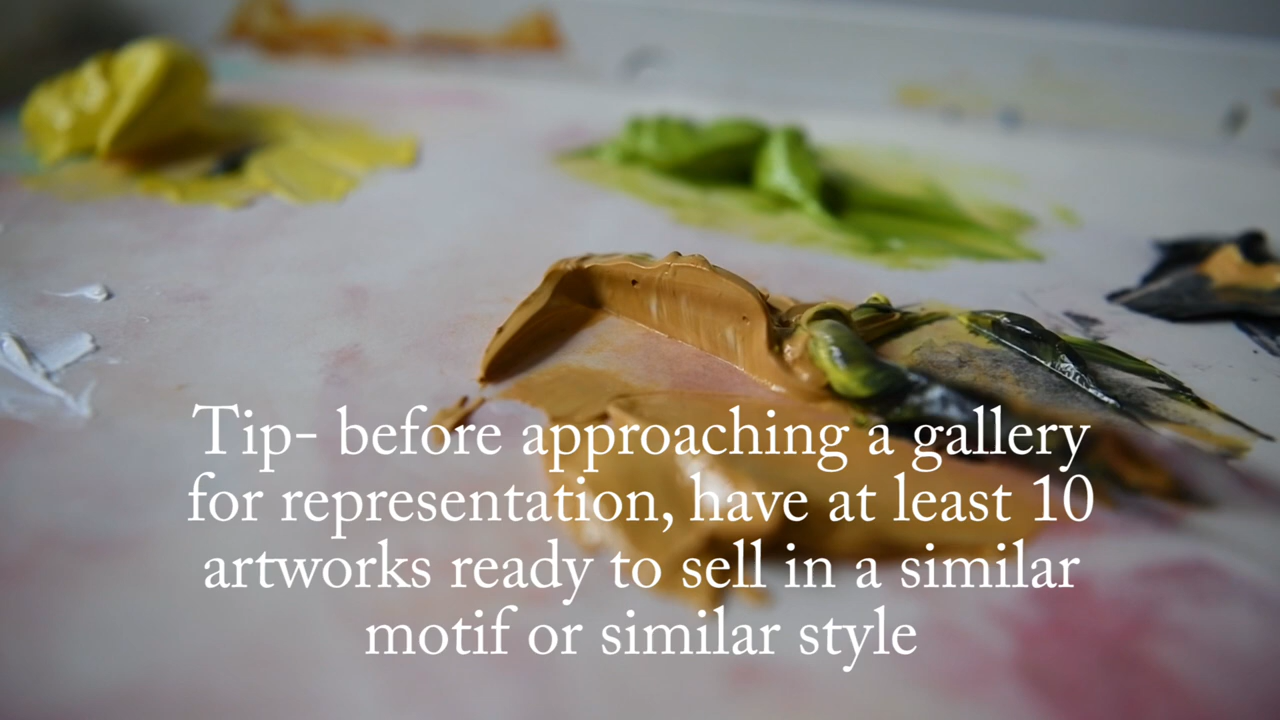 Tip- before approaching a gallery
for representation, have at least 10
artworks ready to sell in a similar
motif or similar style